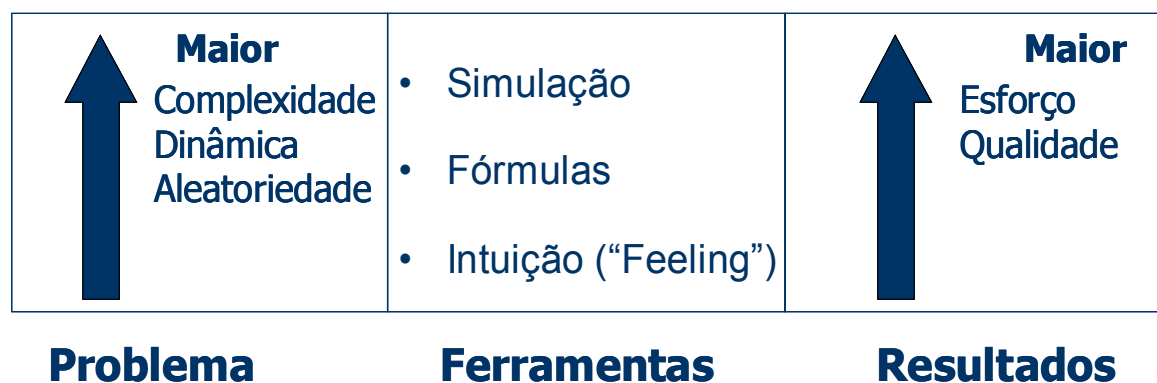 Maior
Complexidade
Dinâmica
Aleatoriedade
• Simulação
• Fórmulas
• Intuição (“Feeling”)
Maior
Esforço
Qualidade
Problema
Ferramentas
Resultados